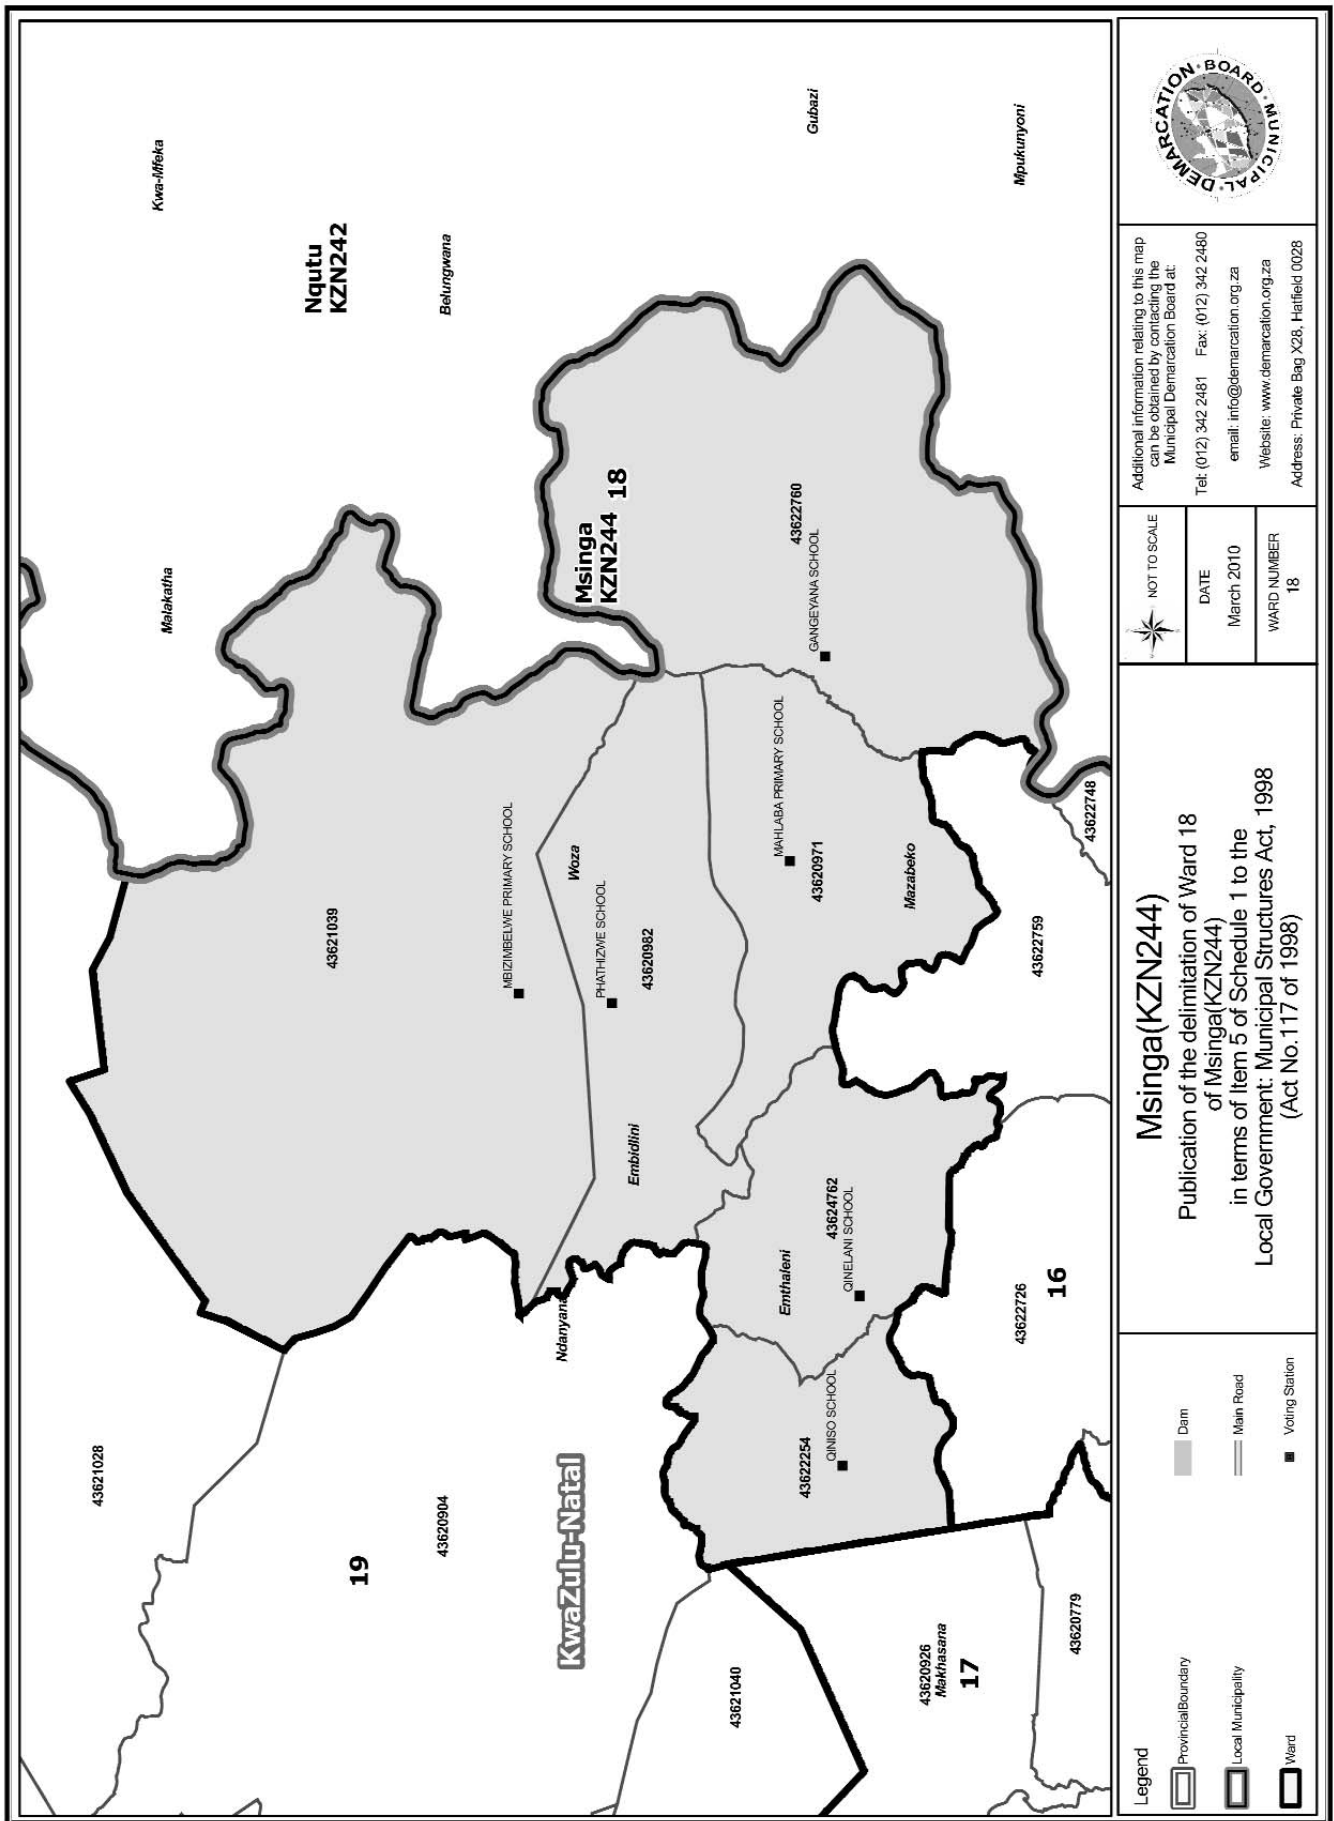 Kwa-Mfeka
Nqutu
KZN242
Malakatha
Belungwana
Gubazi
Mpukunyoni
Msinga
KZN244 18
43622760
GANGEYANA SCHOOL
43621039
MBIZIMBELWE PRIMARY SCHOOL
Woza
PHATHIZWE SCHOOL
43620982
MAHLABA PRIMARY SCHOOL
43620971
Mazabeko
43622748
43622759
Embidlini
43624762
QINELANI SCHOOL
Emthaleni
Ndanyana
43622726
16
43621028
43620904
19
KwaZulu-Natal
43622254
QINISO SCHOOL
43621040
43620926
Makhasana
17
43620779
Legend
ProvincialBoundary
Local Municipality
Ward
Dam
Main Road
Voting Station
Msinga(KZN244)
Publication of the delimitation of Ward 18
of Msinga(KZN244)
in terms of Item 5 of Schedule 1 to the
Local Government: Municipal Structures Act, 1998
(Act No.117 of 1998)
NOT TO SCALE
DATE
March 2010
WARD NUMBER
18
Additional information relating to this map
can be obtained by contacting the
Municipal Demarcation Board at:
Tel: (012) 342 2481 Fax: (012) 342 2480
email: info@demarcation.org.za
Website: www.demarcation.org.za
Address: Private Bag X28, Hatfield 0028
MUNICIPAL DEMARCATION BOARD